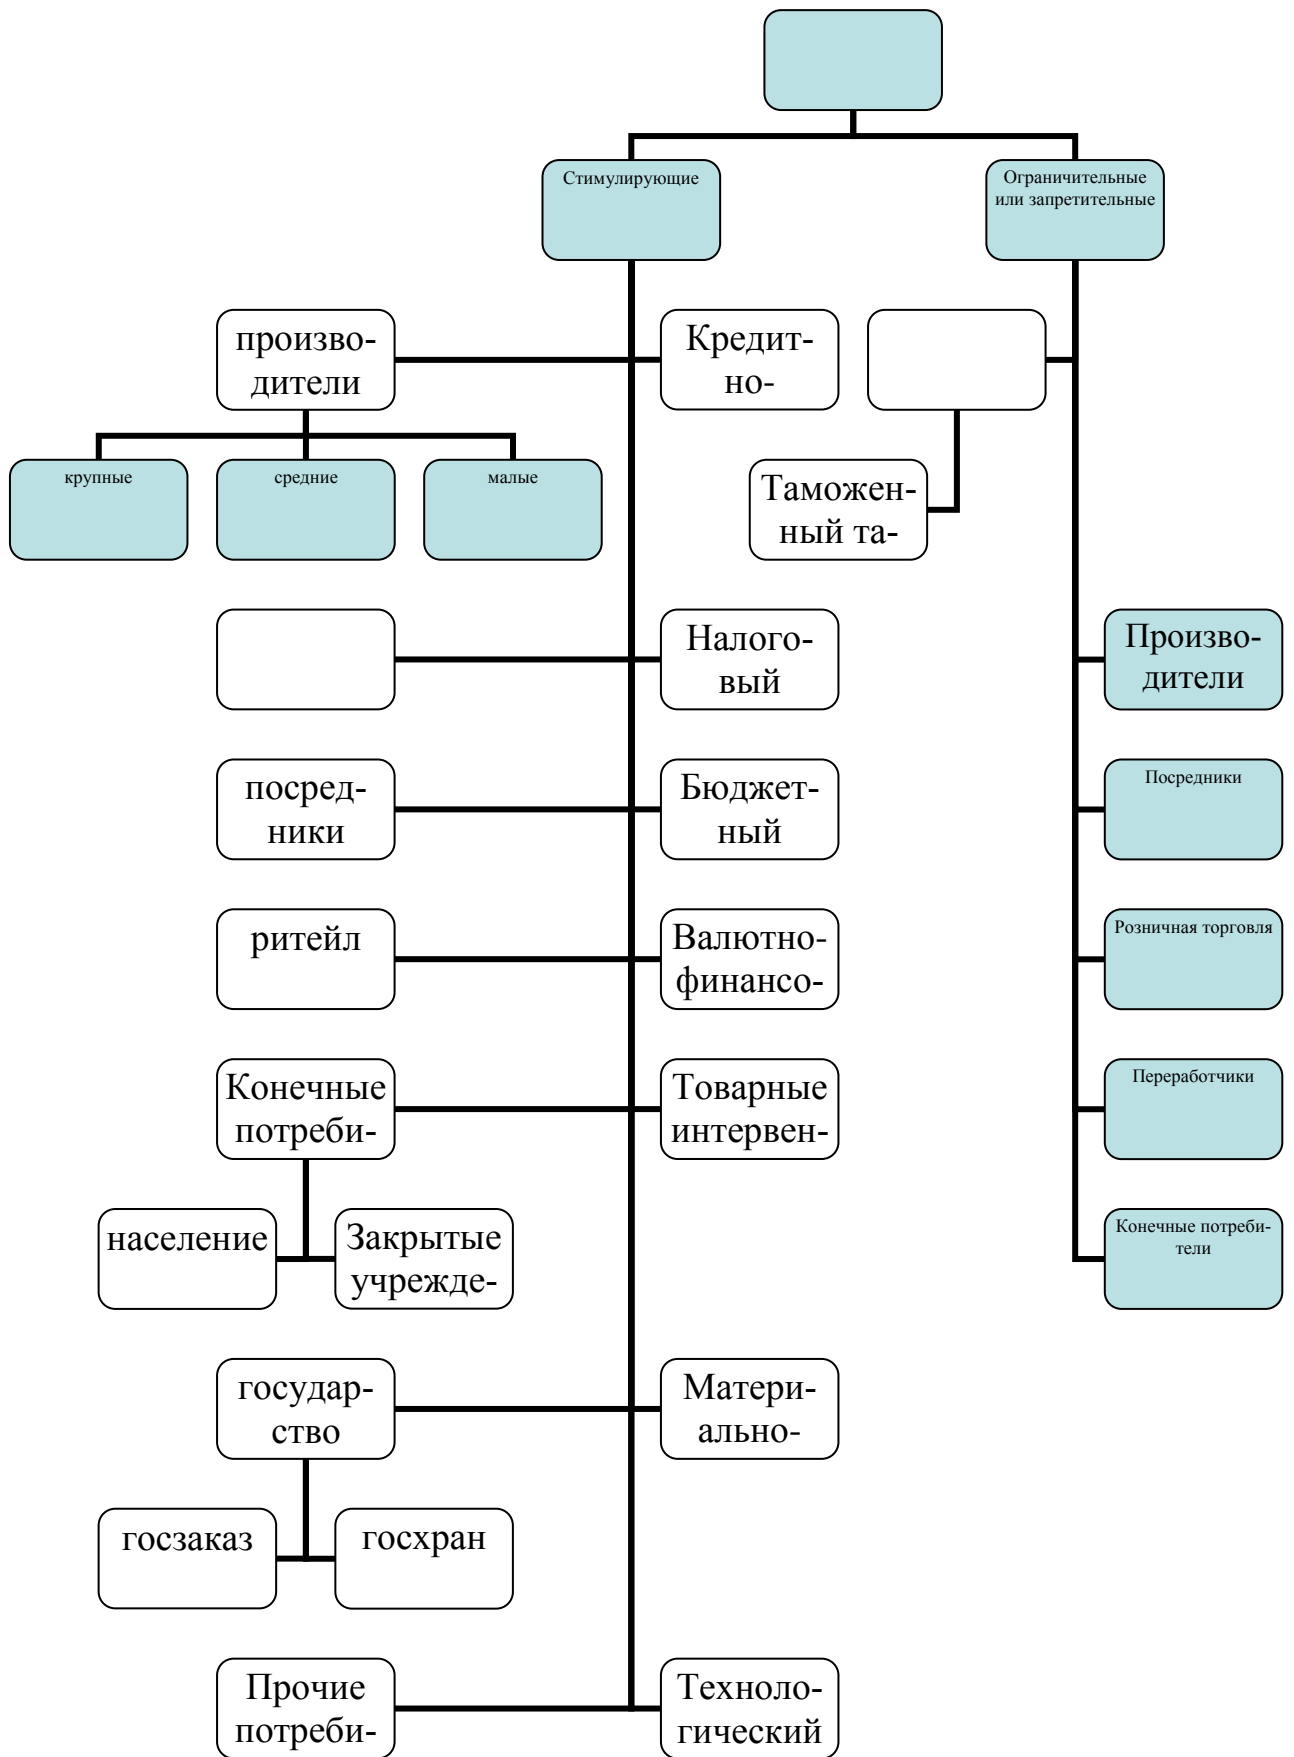 Стимулирующие
Ограничительные
или запретительные
произво-
дители
Кредит-
но-
крупные
средние
малые
Таможен-
ный та-
Налого-
вый
Произво-
дители
посред-
ники
Бюджет-
ный
Посредники
ритейл
Валютно-
финансо-
Розничная торговля
Конечные
потреби-
Товарные
интервен-
Переработчики
население
Закрытые
учрежде-
Конечные потреби-
тели
государ-
ство
Матери-
ально-
госзаказ
госхран
Прочие
потреби-
Техноло-
гический